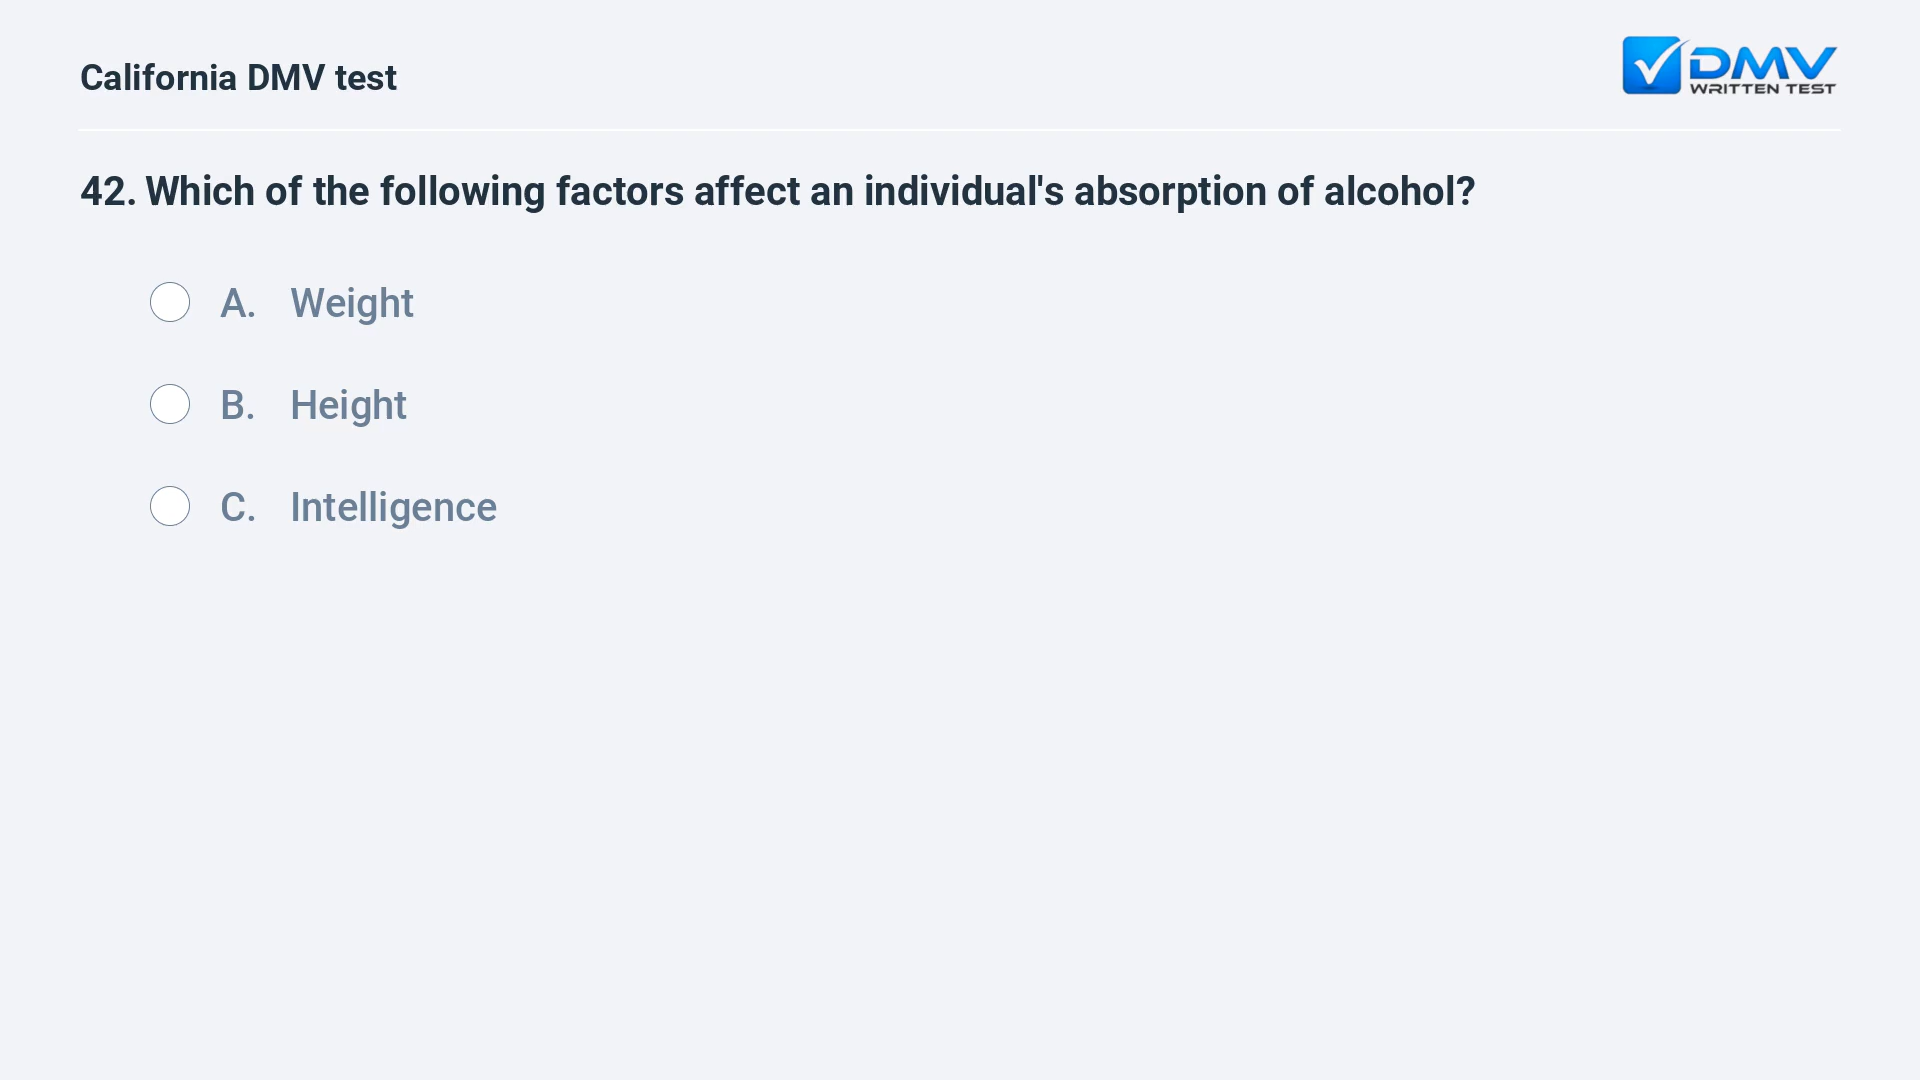 California DMV test
DMV
WRITTEN TEST
42. Which of the following factors affect an individual's absorption of alcohol?
A. Weight
B. Height
C. Intelligence